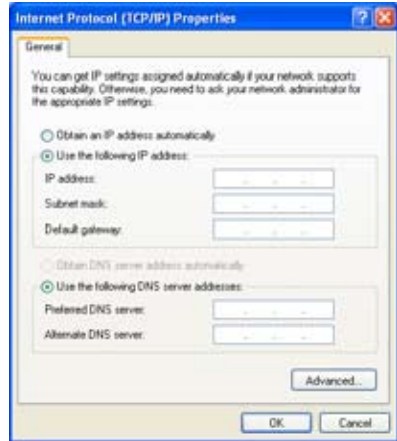 Internet Protocol (TCP/IP) Properties
General
You can get IP settings assigned automatically if your network supports
this capability. Otherwise, you need to ask your network administrator for
the appropriate IP settings.
Obtain an IP address automatically
Use the following IP address:
IP address:
Subnet mask:
Default gateway:
Obtain DNS server address automatically
Use the following DNS server addresses:
Preferred DNS server:
Alternate DNS server:
Advanced...
OK Cancel